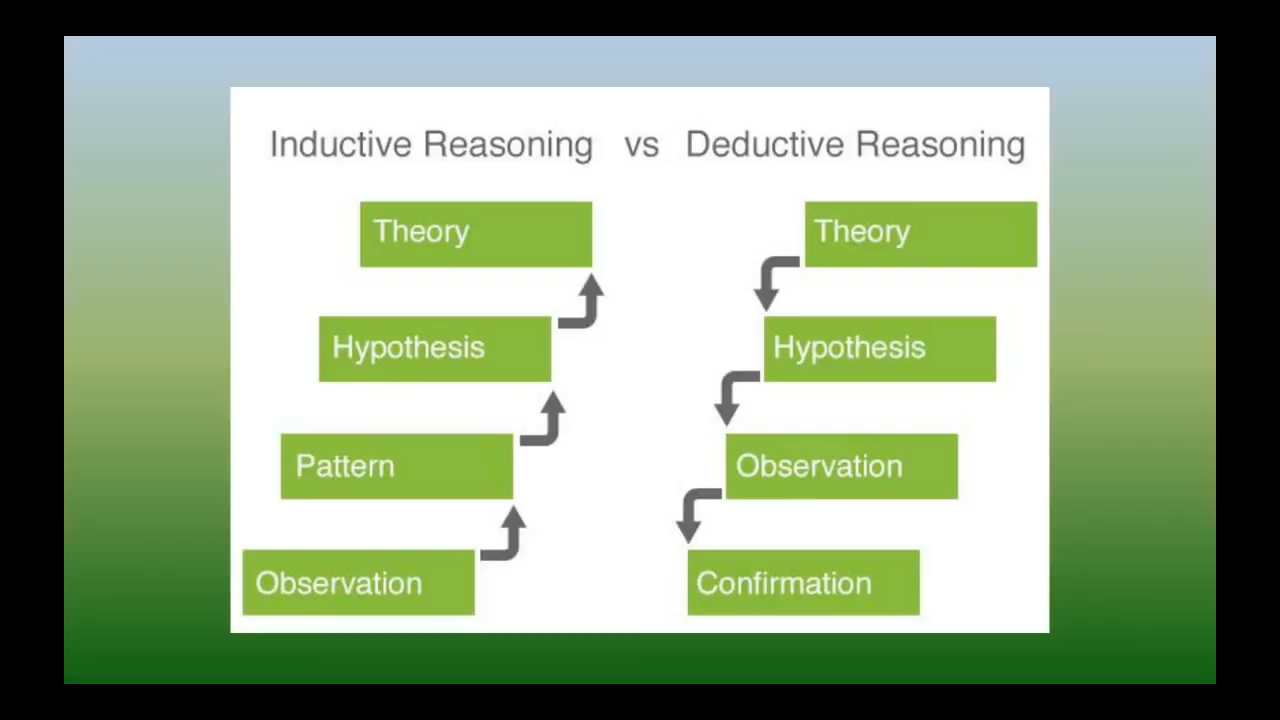 Inductive Reasoning vs Deductive Reasoning
Theory
Hypothesis
Pattern
Observation
Theory
Hypothesis
Observation
Confirmation